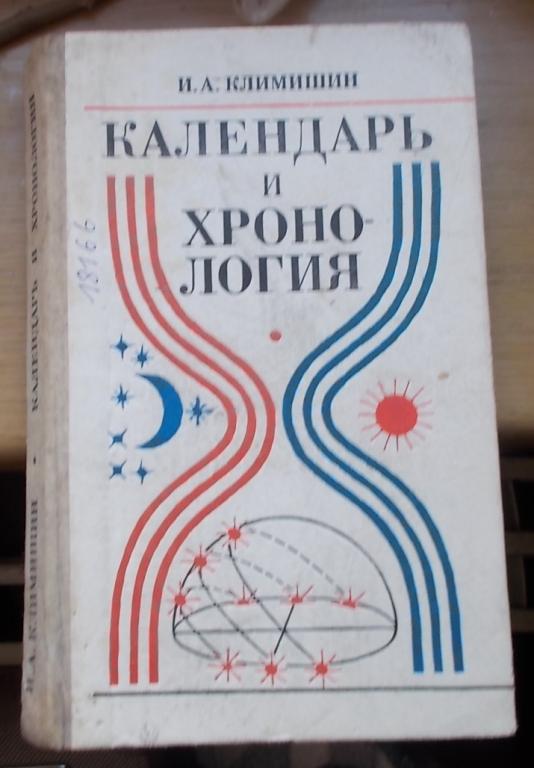 И. А. КЛИМИШИН
КАЛЕНДАРЬ
И
ХРОНО-
ЛОГИЯ
18166
И. А. КЛИМИШИН • КАЛЕНДАРЬ И ХРОНОЛОГИЯ